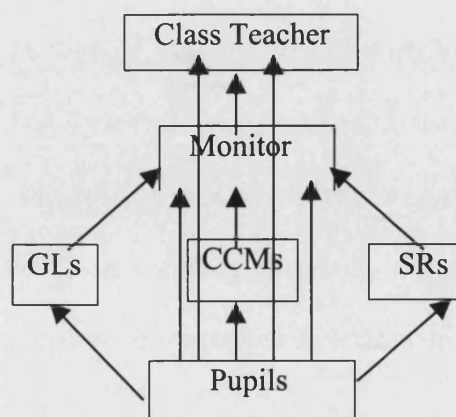 Class Teacher
Monitor
GLs
CCMs
SRs
Pupils